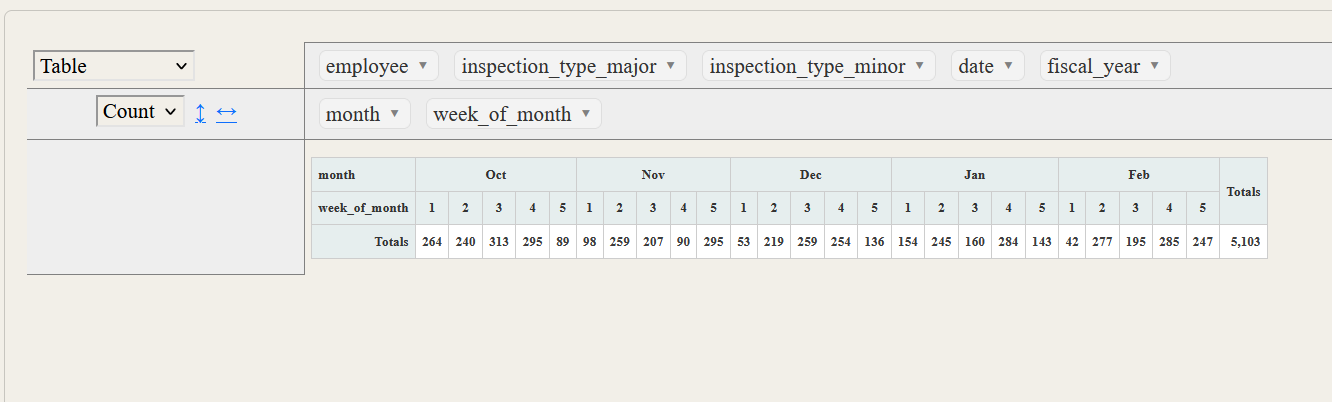 Table employee inspection_type_major inspection_type_minor date fiscal_year
Count month week_of_month
month Oct Nov Dec Jan Feb Totals
week_of_month 1 2 3 4 5 1 2 3 4 5 1 2 3 4 5 1 2 3 4 5 1 2 3 4 5
Totals 264 240 313 295 89 98 259 207 90 295 53 219 259 254 136 154 245 160 284 143 42 277 195 285 247 5,103